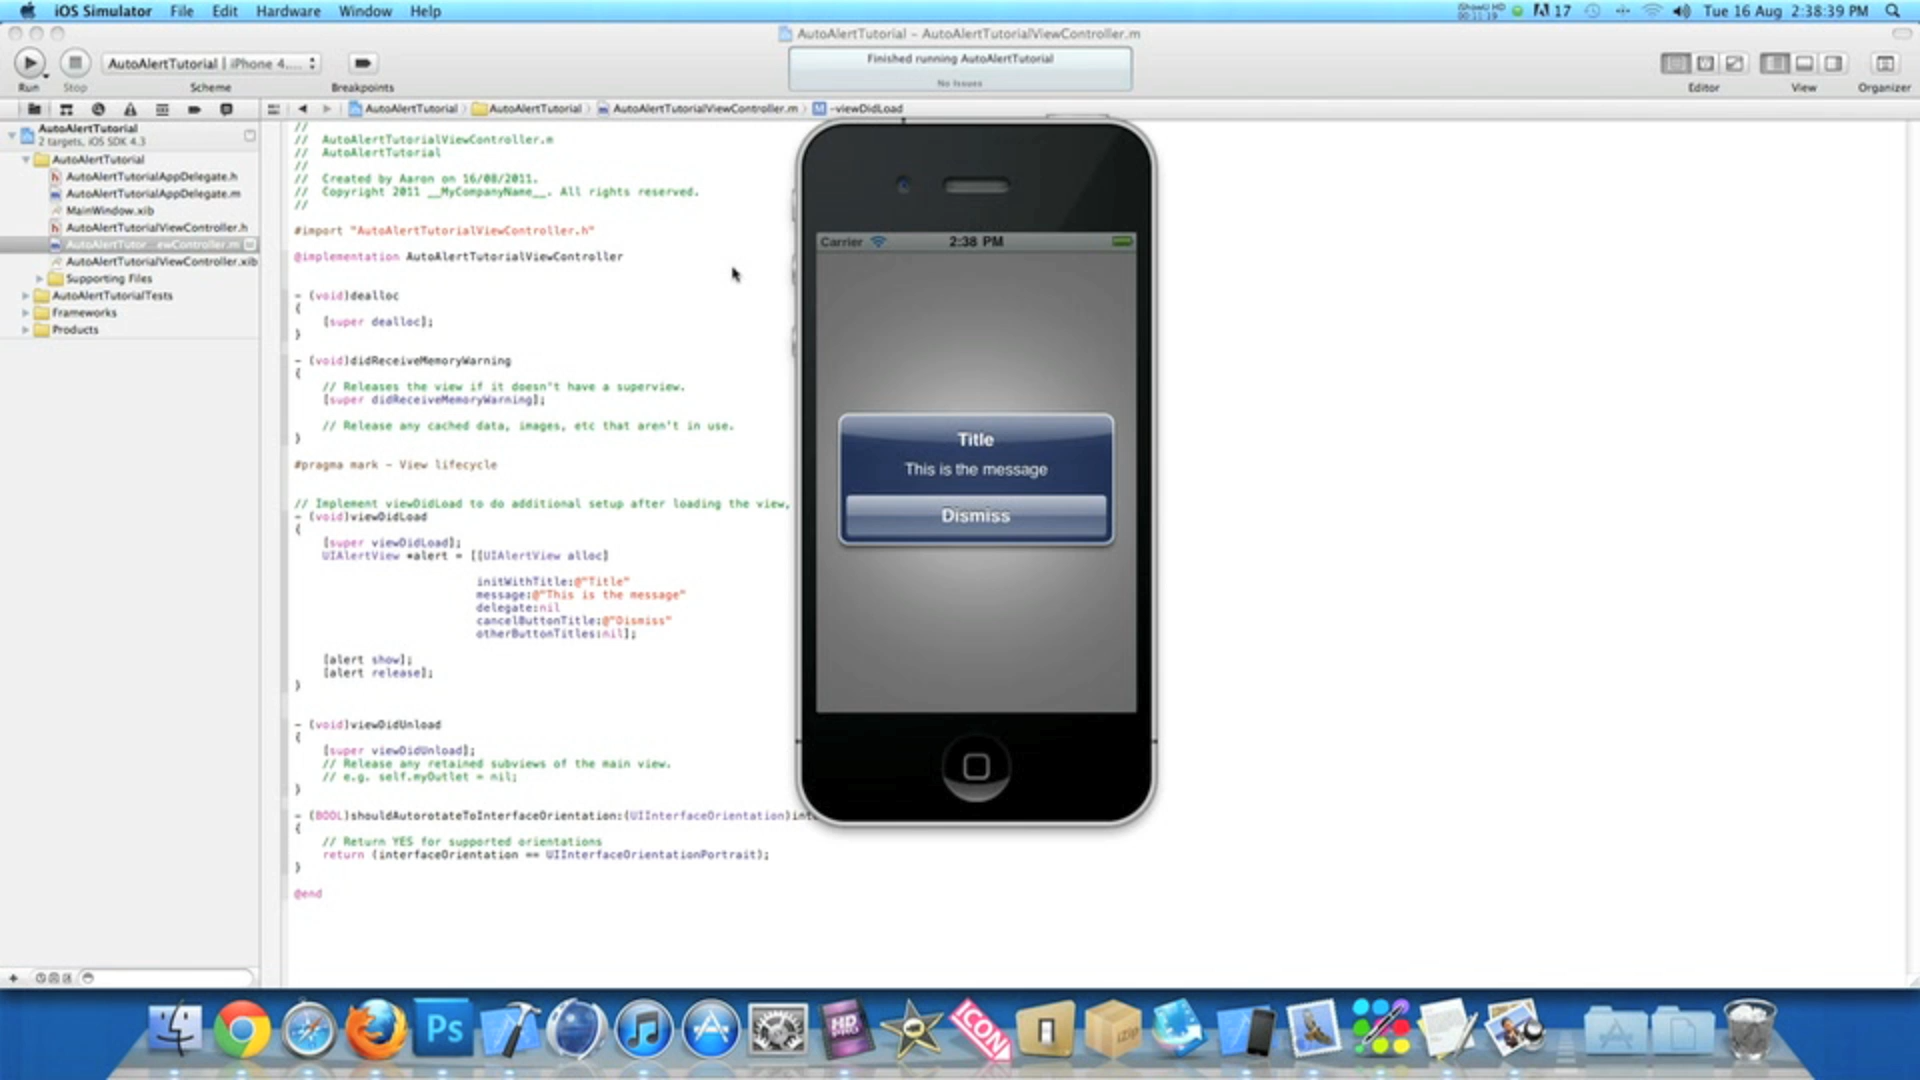 iOS Simulator File Edit Hardware Window Help
17 Tue 16 Aug 2:38:39 PM
AutoAlertTutorial – AutoAlertTutorialViewController.m
AutoAlertTutorial | iPhone 4....
Finished running AutoAlertTutorial
No Issues
Run Stop Scheme Breakpoints Editor View Organizer
AutoAlertTutorial AutoAlertTutorial AutoAlertTutorialViewController.m -viewDidLoad
AutoAlertTutorial
2 targets, iOS SDK 4.3
AutoAlertTutorial
AutoAlertTutorialAppDelegate.h
AutoAlertTutorialAppDelegate.m
MainWindow.xib
AutoAlertTutorialViewController.h
AutoAlertTutor...ewController.m
AutoAlertTutorialViewController.xib
Supporting Files
AutoAlertTutorialTests
Frameworks
Products
//
// AutoAlertTutorialViewController.m
// AutoAlertTutorial
//
// Created by Aaron on 16/08/2011.
// Copyright 2011 __MyCompanyName__. All rights reserved.
//
#import "AutoAlertTutorialViewController.h"
@implementation AutoAlertTutorialViewController
- (void)dealloc
{
[super dealloc];
}
- (void)didReceiveMemoryWarning
{
// Releases the view if it doesn't have a superview.
[super didReceiveMemoryWarning];
// Release any cached data, images, etc that aren't in use.
}
#pragma mark - View lifecycle
// Implement viewDidLoad to do additional setup after loading the view,
- (void)viewDidLoad
{
[super viewDidLoad];
UIAlertView *alert = [[UIAlertView alloc]
initWithTitle:@"Title"
message:@"This is the message"
delegate:nil
cancelButtonTitle:@"Dismiss"
otherButtonTitles:nil];
[alert show];
[alert release];
}
- (void)viewDidUnload
{
[super viewDidUnload];
// Release any retained subviews of the main view.
// e.g. self.myOutlet = nil;
}
- (BOOL)shouldAutorotateToInterfaceOrientation:(UIInterfaceOrientation)int
{
// Return YES for supported orientations
return (interfaceOrientation == UIInterfaceOrientationPortrait);
}
@end
Carrier 2:38 PM
Title
This is the message
Dismiss
Ps
HD
ICON
iZip